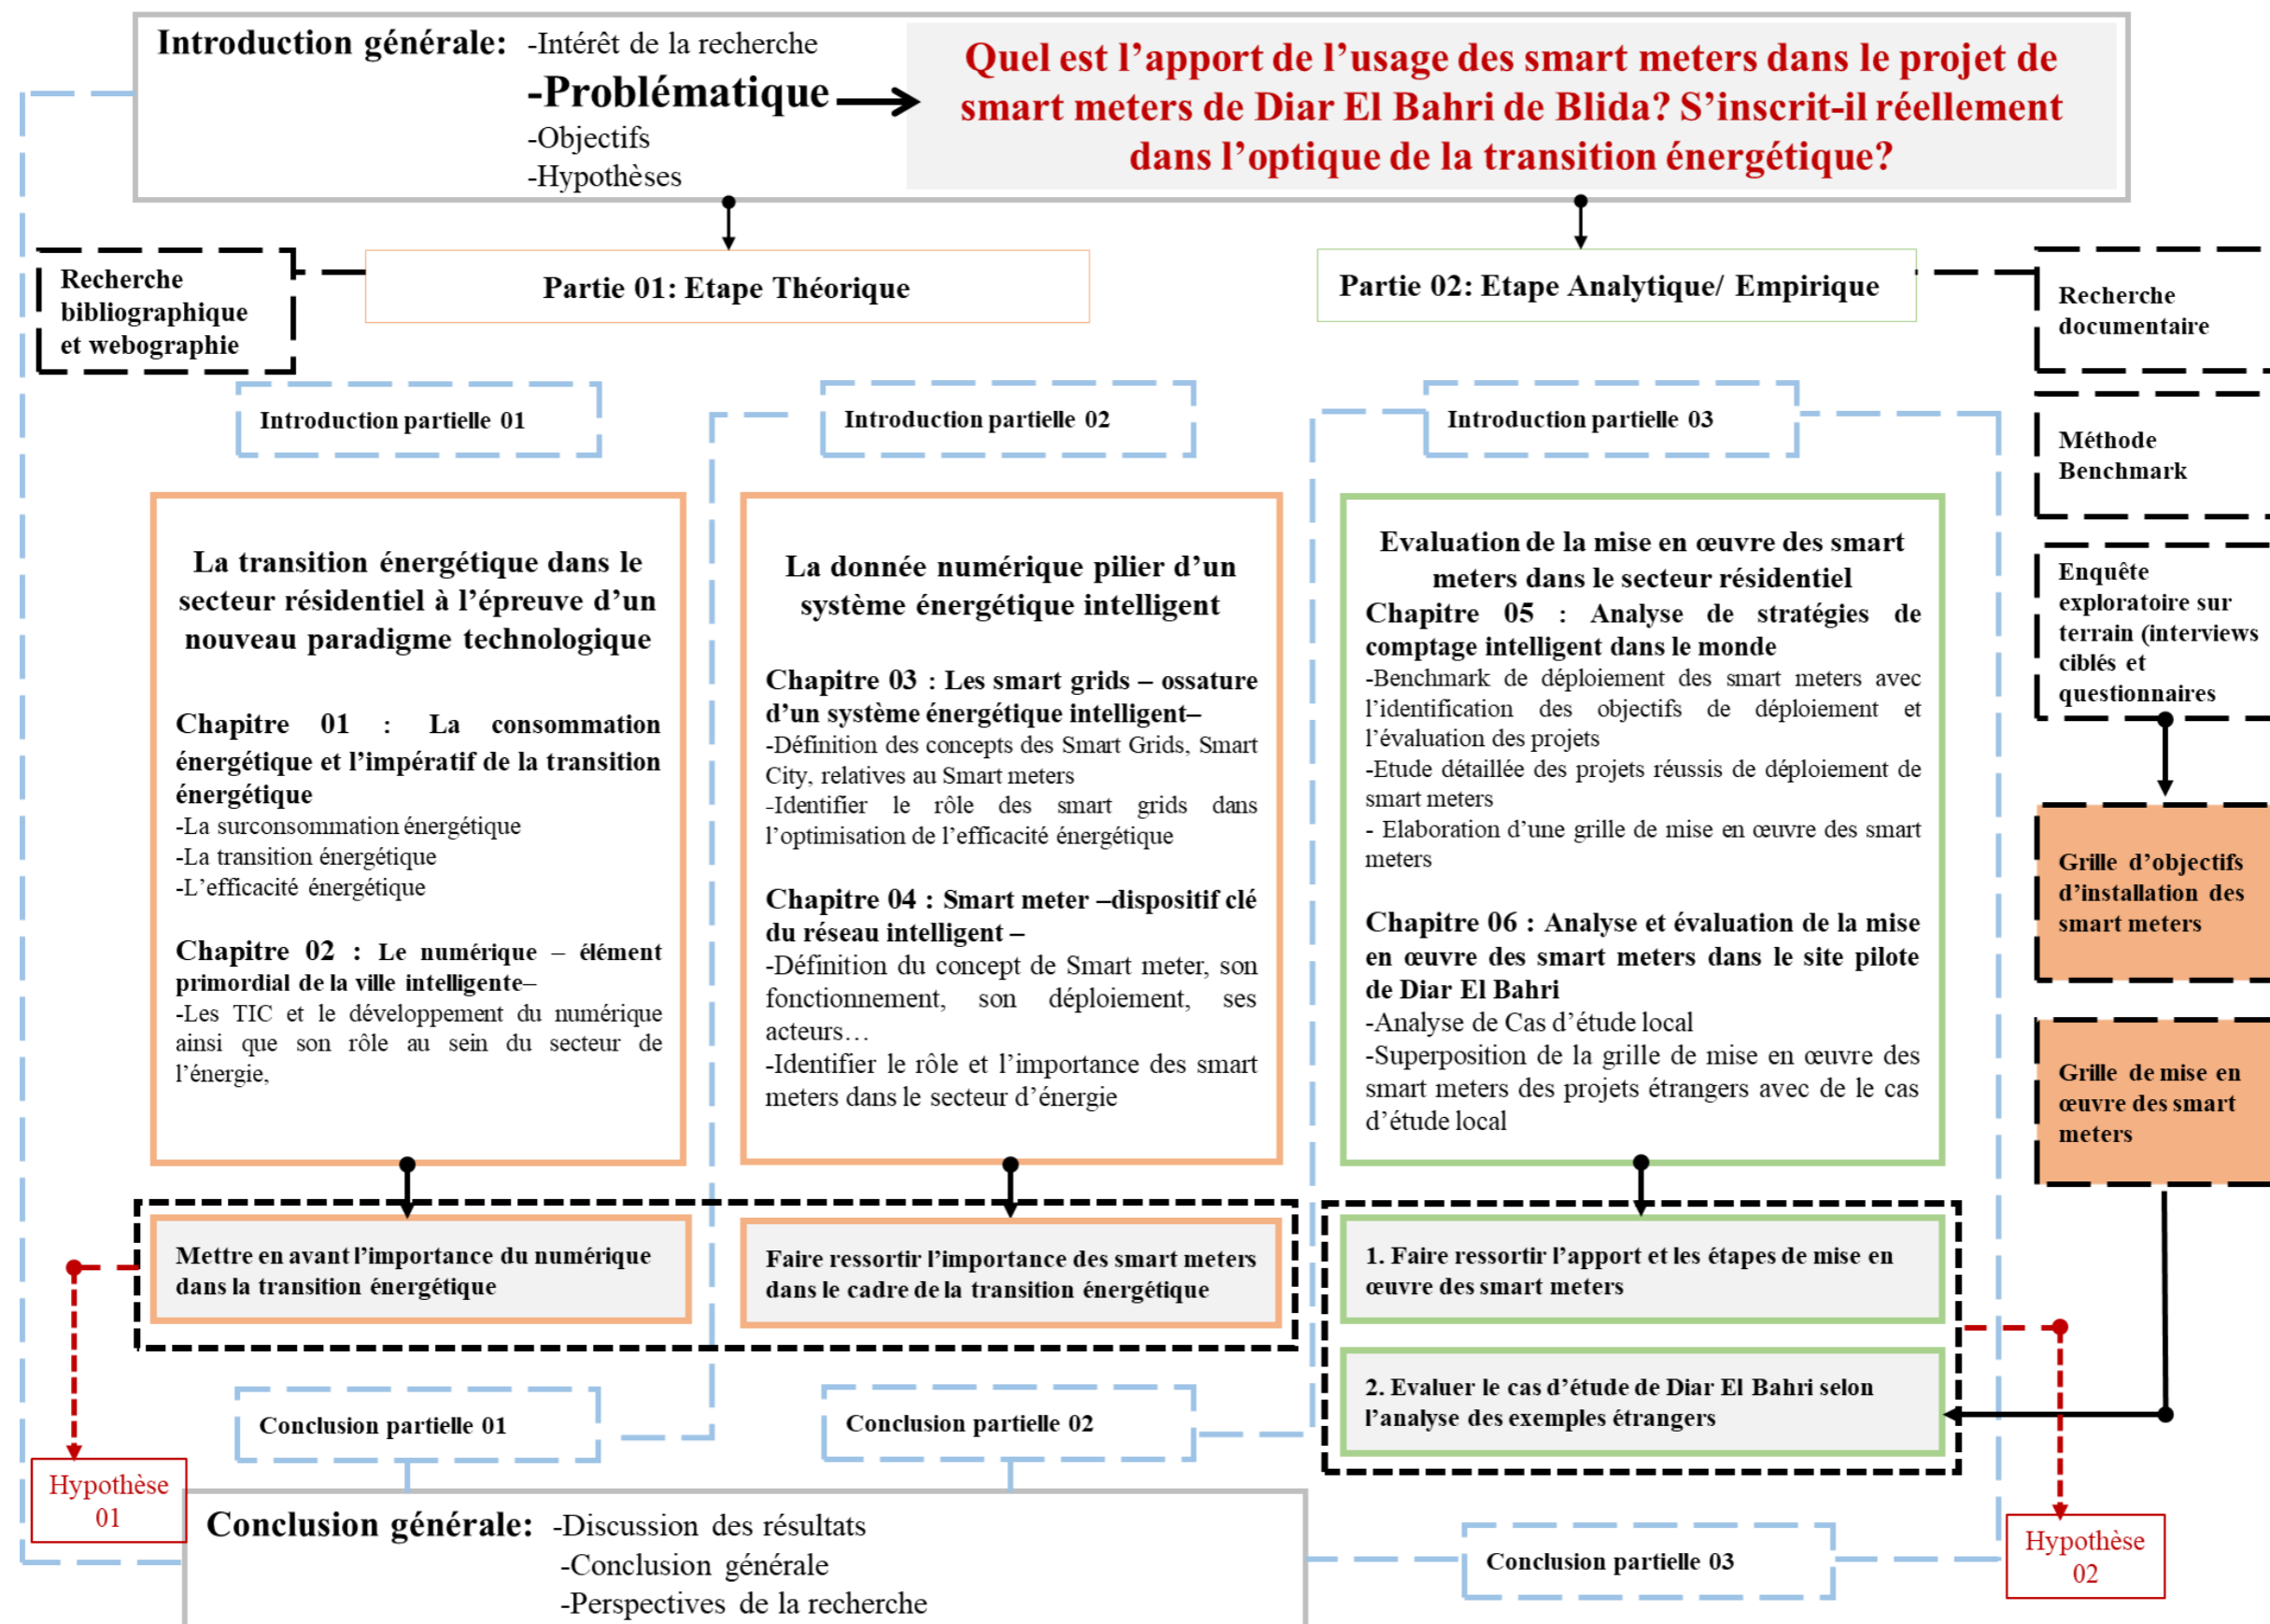 Introduction générale: -Intérêt de la recherche
-Problématique
-Objectifs
-Hypothèses
Quel est l’apport de l’usage des smart meters dans le projet de
smart meters de Diar El Bahri de Blida? S’inscrit-il réellement
dans l’optique de la transition énergétique?
Recherche
bibliographique
et webographie
Partie 01: Etape Théorique
Partie 02: Etape Analytique/ Empirique
Recherche
documentaire
Méthode
Benchmark
Enquête
exploratoire sur
terrain (interviews
ciblés et
questionnaires
Grille d’objectifs
d’installation des
smart meters
Grille de mise en
œuvre des smart
meters
Introduction partielle 01
La transition énergétique dans le
secteur résidentiel à l’épreuve d’un
nouveau paradigme technologique
Chapitre 01 : La consommation
énergétique et l’impératif de la transition
énergétique
-La surconsommation énergétique
-La transition énergétique
-L’efficacité énergétique
Chapitre 02 : Le numérique – élément
primordial de la ville intelligente–
-Les TIC et le développement du numérique
ainsi que son rôle au sein du secteur de
l’énergie,
Mettre en avant l’importance du numérique
dans la transition énergétique
Conclusion partielle 01
Introduction partielle 02
La donnée numérique pilier d’un
système énergétique intelligent
Chapitre 03 : Les smart grids – ossature
d’un système énergétique intelligent–
-Définition des concepts des Smart Grids, Smart
City, relatives au Smart meters
-Identifier le rôle des smart grids dans
l’optimisation de l’efficacité énergétique
Chapitre 04 : Smart meter –dispositif clé
du réseau intelligent –
-Définition du concept de Smart meter, son
fonctionnement, son déploiement, ses
acteurs…
-Identifier le rôle et l’importance des smart
meters dans le secteur d’énergie
Faire ressortir l’importance des smart meters
dans le cadre de la transition énergétique
Conclusion partielle 02
Introduction partielle 03
Evaluation de la mise en œuvre des smart
meters dans le secteur résidentiel
Chapitre 05 : Analyse de stratégies de
comptage intelligent dans le monde
-Benchmark de déploiement des smart meters avec
l’identification des objectifs de déploiement et
l’évaluation des projets
-Etude détaillée des projets réussis de déploiement de
smart meters
- Elaboration d’une grille de mise en œuvre des smart
meters
Chapitre 06 : Analyse et évaluation de la mise
en œuvre des smart meters dans le site pilote
de Diar El Bahri
-Analyse de Cas d’étude local
-Superposition de la grille de mise en œuvre des
smart meters des projets étrangers avec de le cas
d’étude local
1. Faire ressortir l’apport et les étapes de mise en
œuvre des smart meters
2. Evaluer le cas d’étude de Diar El Bahri selon
l’analyse des exemples étrangers
Hypothèse
01
Conclusion générale: -Discussion des résultats
-Conclusion générale
-Perspectives de la recherche
Conclusion partielle 03
Hypothèse
02